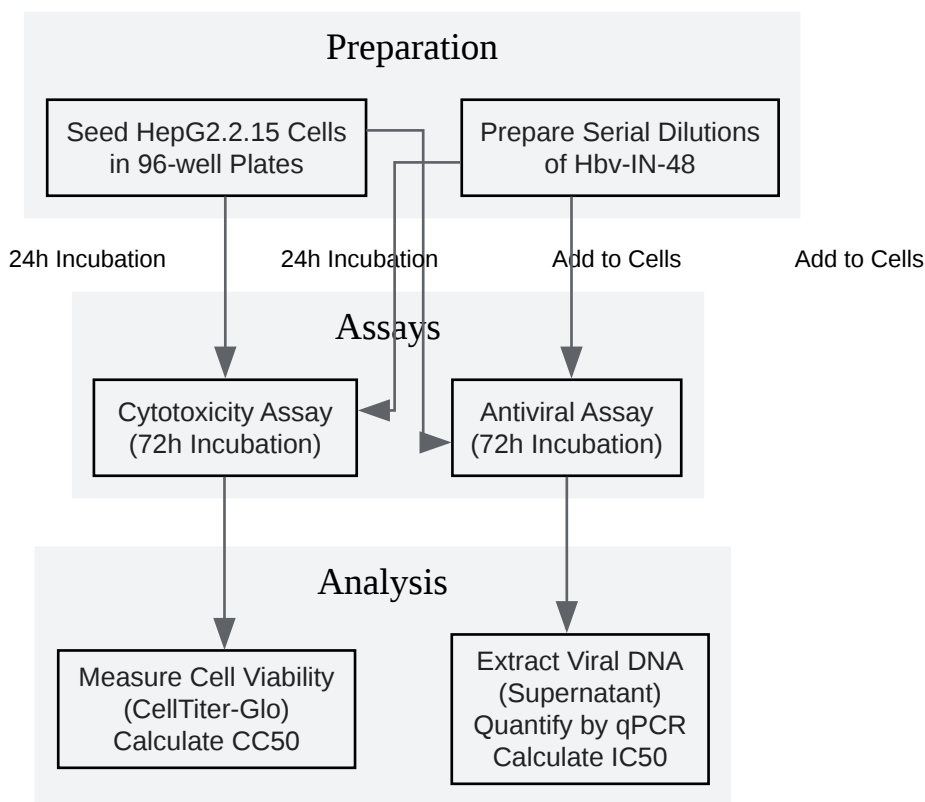 Preparation
Seed HepG2.2.15 Cells
in 96-well Plates
Prepare Serial Dilutions
of Hbv-IN-48
24h Incubation
24h Incubation
Add to Cells
Add to Cells
Assays
Cytotoxicity Assay
(72h Incubation)
Antiviral Assay
(72h Incubation)
Analysis
Measure Cell Viability
(CellTiter-Glo)
Calculate CC50
Extract Viral DNA
(Supernatant)
Quantify by qPCR
Calculate IC50